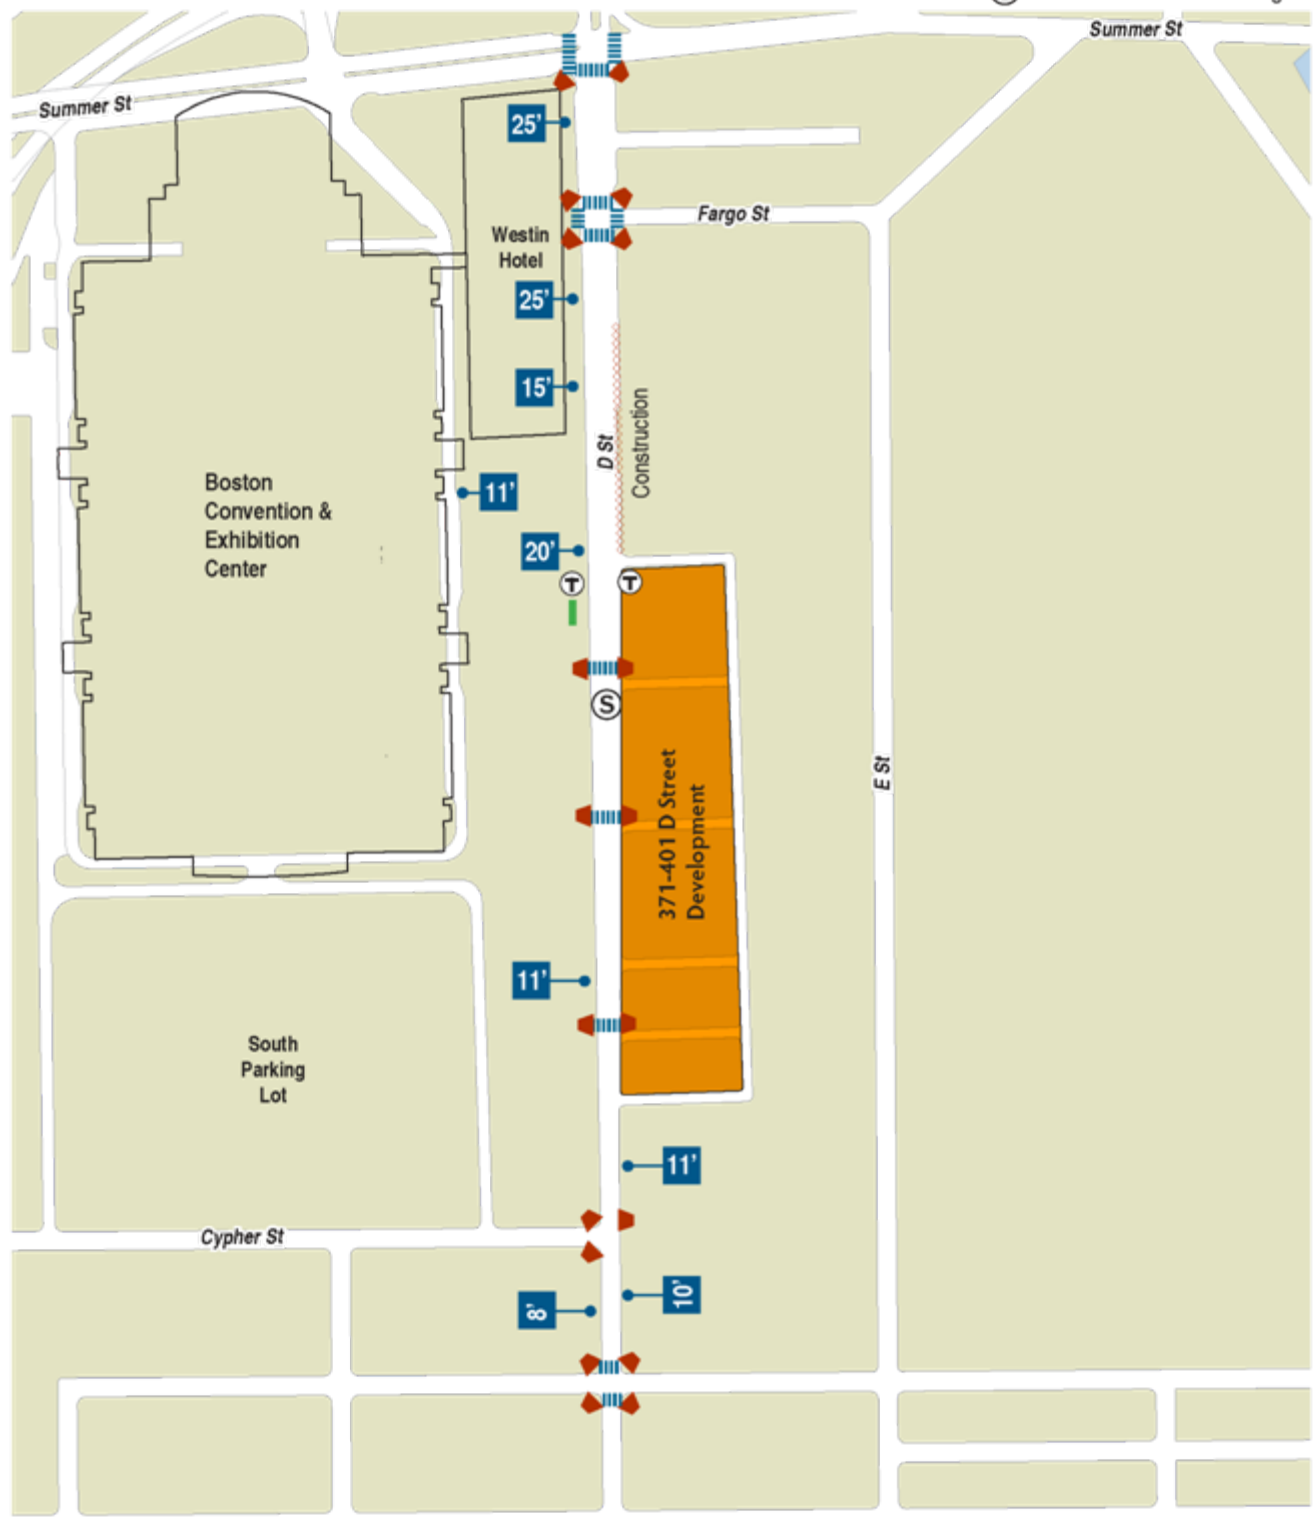 Summer St
Summer St
25'
Fargo St
Westin
Hotel
25'
15'
D St
Construction
Boston
Convention &
Exhibition
Center
11'
20'
T
T
S
371-401 D Street
Development
E St
11'
South
Parking
Lot
11'
Cypher St
10'
8'